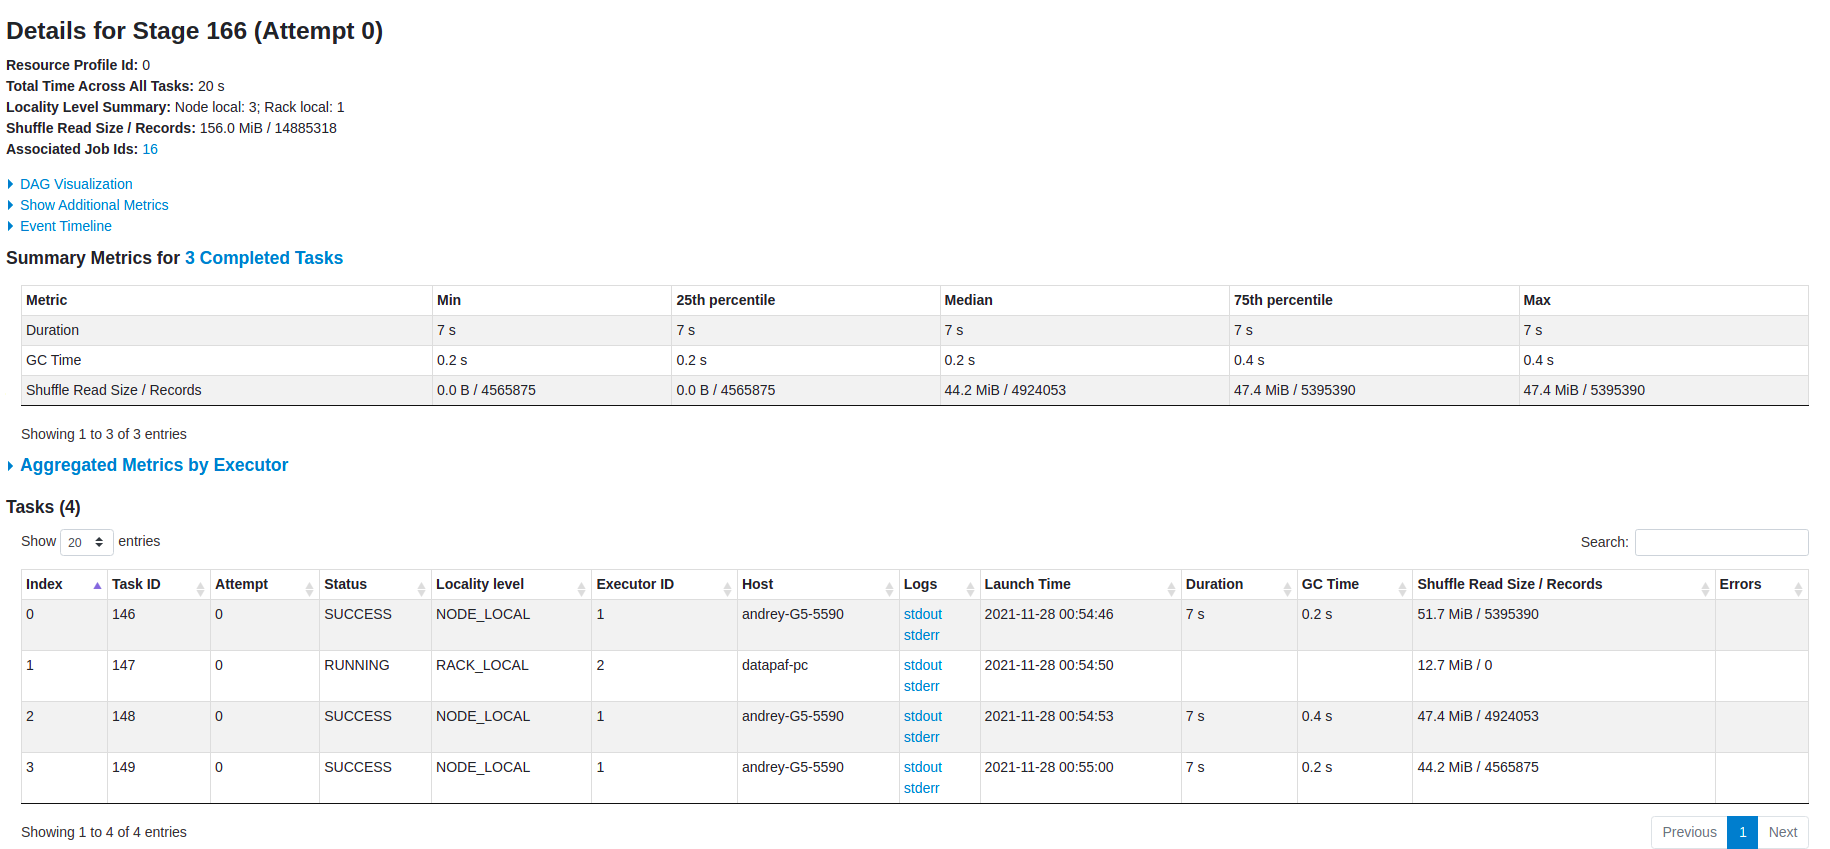 Details for Stage 166 (Attempt 0)
Resource Profile Id: 0
Total Time Across All Tasks: 20 s
Locality Level Summary: Node local: 3; Rack local: 1
Shuffle Read Size / Records: 156.0 MiB / 14885318
Associated Job Ids: 16
DAG Visualization
Show Additional Metrics
Event Timeline
Summary Metrics for 3 Completed Tasks
Metric Min 25th percentile Median 75th percentile Max
Duration 7 s 7 s 7 s 7 s 7 s
GC Time 0.2 s 0.2 s 0.2 s 0.4 s 0.4 s
Shuffle Read Size / Records 0.0 B / 4565875 0.0 B / 4565875 44.2 MiB / 4924053 47.4 MiB / 5395390 47.4 MiB / 5395390
Showing 1 to 3 of 3 entries
Aggregated Metrics by Executor
Tasks (4)
Show 20 entries Search:
Index Task ID Attempt Status Locality level Executor ID Host Logs Launch Time Duration GC Time Shuffle Read Size / Records Errors
0 146 0 SUCCESS NODE_LOCAL 1 andrey-G5-5590 stdout 2021-11-28 00:54:46 7 s 0.2 s 51.7 MiB / 5395390
stderr
1 147 0 RUNNING RACK_LOCAL 2 datapaf-pc stdout 2021-11-28 00:54:50 12.7 MiB / 0
stderr
2 148 0 SUCCESS NODE_LOCAL 1 andrey-G5-5590 stdout 2021-11-28 00:54:53 7 s 0.4 s 47.4 MiB / 4924053
stderr
3 149 0 SUCCESS NODE_LOCAL 1 andrey-G5-5590 stdout 2021-11-28 00:55:00 7 s 0.2 s 44.2 MiB / 4565875
stderr
Showing 1 to 4 of 4 entries Previous 1 Next